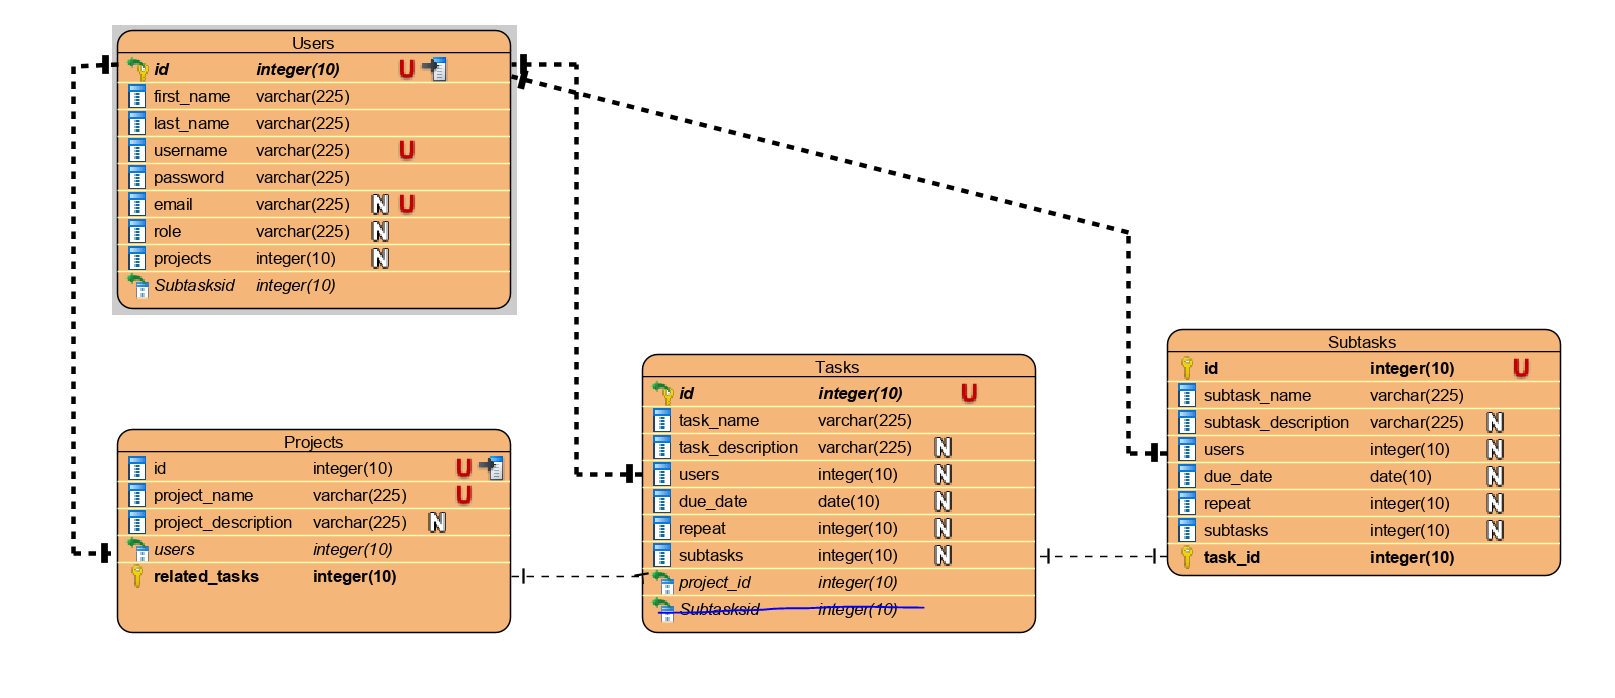 Users
id integer(10) U
first_name varchar(225)
last_name varchar(225)
username varchar(225) U
password varchar(225)
email varchar(225) N U
role varchar(225) N
projects integer(10) N
Subtasksid integer(10)
Projects
id integer(10) U
project_name varchar(225) U
project_description varchar(225) N
users integer(10)
related_tasks integer(10)
Tasks
id integer(10) U
task_name varchar(225)
task_description varchar(225) N
users integer(10) N
due_date date(10) N
repeat integer(10) N
subtasks integer(10) N
project_id integer(10)
Subtasksid integer(10)
Subtasks
id integer(10) U
subtask_name varchar(225)
subtask_description varchar(225) N
users integer(10) N
due_date date(10) N
repeat integer(10) N
subtasks integer(10) N
task_id integer(10)